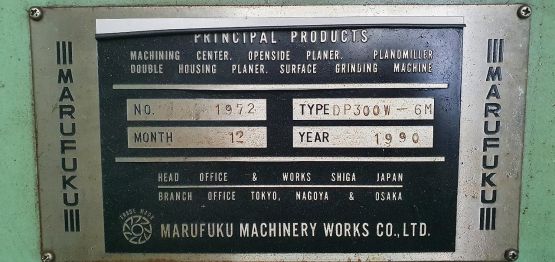 PRINCIPAL PRODUCTS
MACHINING CENTER. OPENSIDE PLANER. PLANOMILLER
DOUBLE HOUSING PLANER. SURFACE GRINDING MACHINE
NO. 1972 TYPE DP300W-6M
MONTH 12 YEAR 1990
HEAD OFFICE & WORKS SHIGA JAPAN
BRANCH OFFICE TOKYO, NAGOYA & OSAKA
TRADE MARK
MARUFUKU MACHINERY WORKS CO., LTD.
MARUFUKU
MARUFUKU